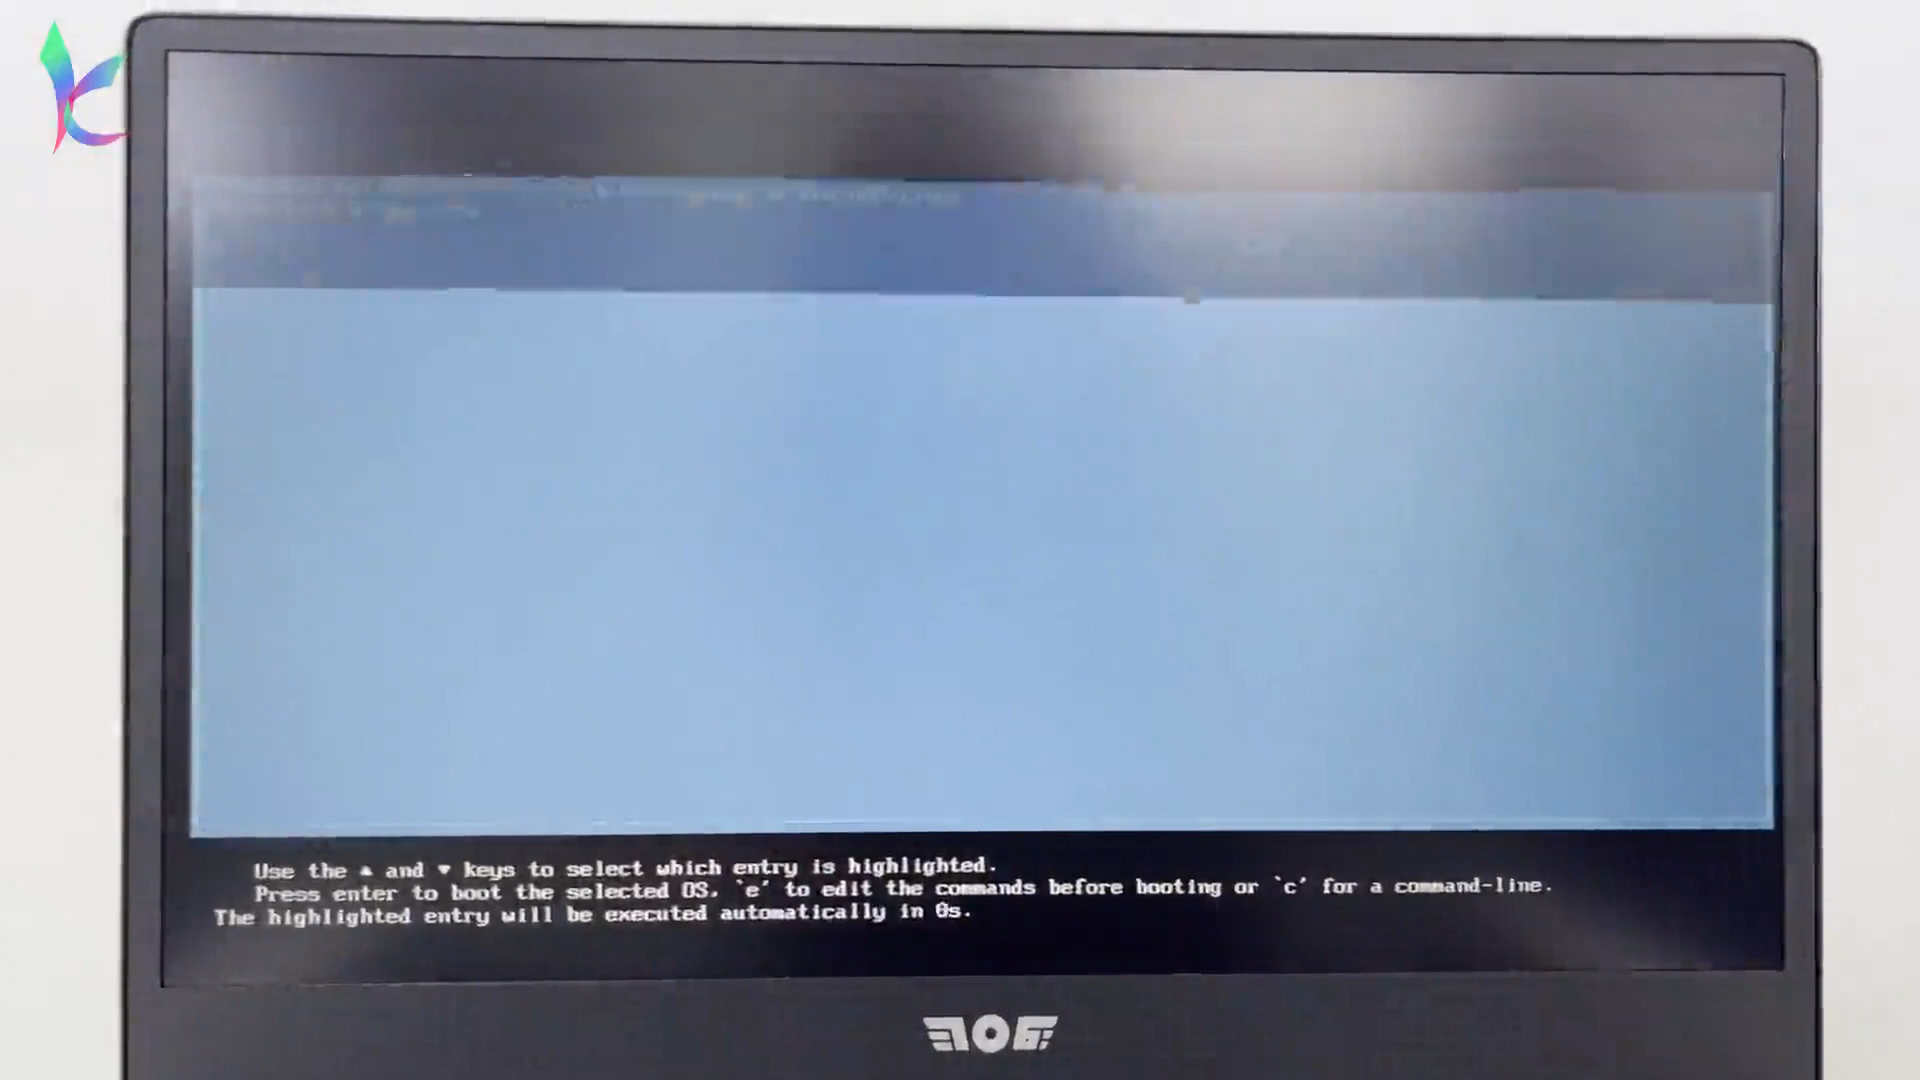 Use the ▲ and ▼ keys to select which entry is highlighted.
Press enter to boot the selected OS, `e' to edit the commands before booting or `c' for a command-line.
The highlighted entry will be executed automatically in 0s.